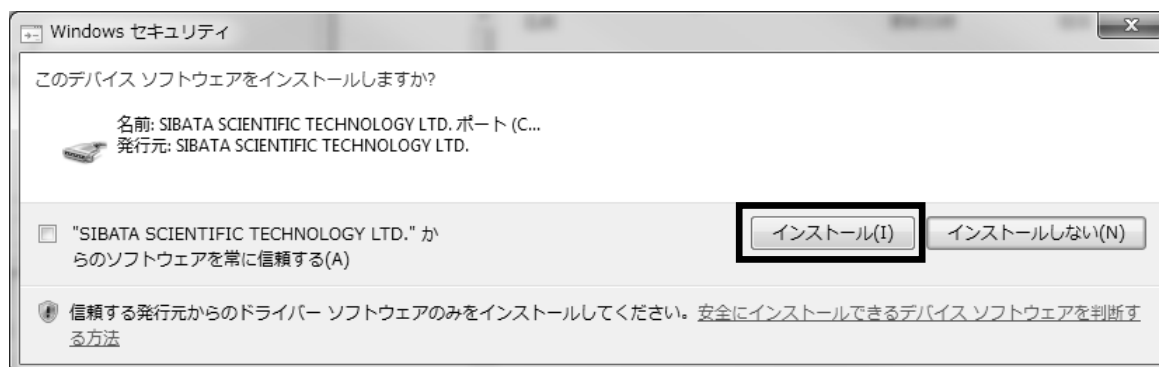 Windows セキュリティ
このデバイス ソフトウェアをインストールしますか?
名前: SIBATA SCIENTIFIC TECHNOLOGY LTD. ポート (C...
発行元: SIBATA SCIENTIFIC TECHNOLOGY LTD.
"SIBATA SCIENTIFIC TECHNOLOGY LTD." か
らのソフトウェアを常に信頼する(A)
インストール(I)
インストールしない(N)
信頼する発行元からのドライバー ソフトウェアのみをインストールしてください。安全にインストールできるデバイス ソフトウェアを判断す
る方法